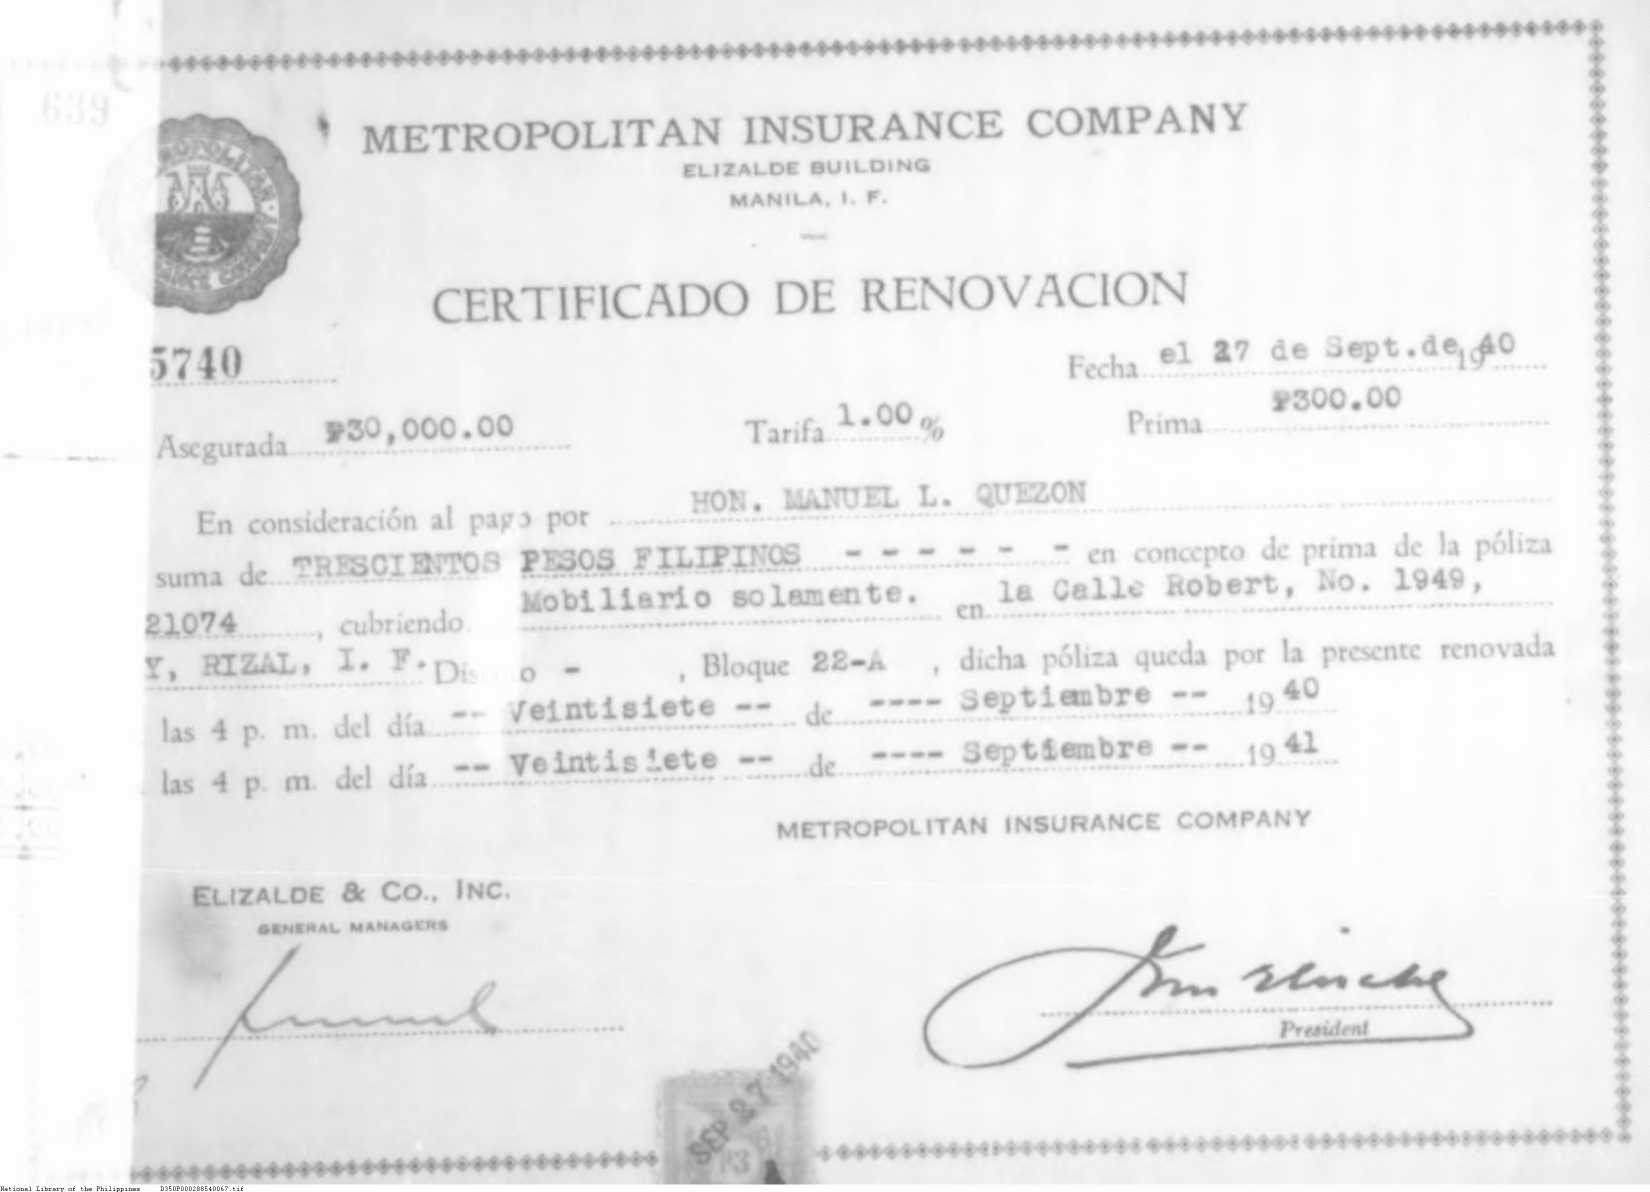 639
METROPOLITAN INSURANCE COMPANY
ELIZALDE BUILDING
MANILA, I. F.
CERTIFICADO DE RENOVACION
5740
Fecha el 27 de Sept. de 1940
Asegurada ₱30,000.00 Tarifa 1.00 % Prima ₱300.00
En consideración al pago por HON. MANUEL L. QUEZON
suma de TRESCIENTOS PESOS FILIPINOS - - - - - - en concepto de prima de la póliza
21074, cubriendo Mobiliario solamente. en la Calle Robert, No. 1949,
Y, RIZAL, I. F. Dis o - , Bloque 22-A , dicha póliza queda por la presente renovada
las 4 p. m. del día -- Veintisiete -- de ---- Septiembre -- 1940
las 4 p. m. del día -- Veintisiete -- de ---- Septiembre -- 1941
METROPOLITAN INSURANCE COMPANY
ELIZALDE & CO., INC.
GENERAL MANAGERS
President
SEP 27 1940
National Library of the Philippines D350P000288540067.tif